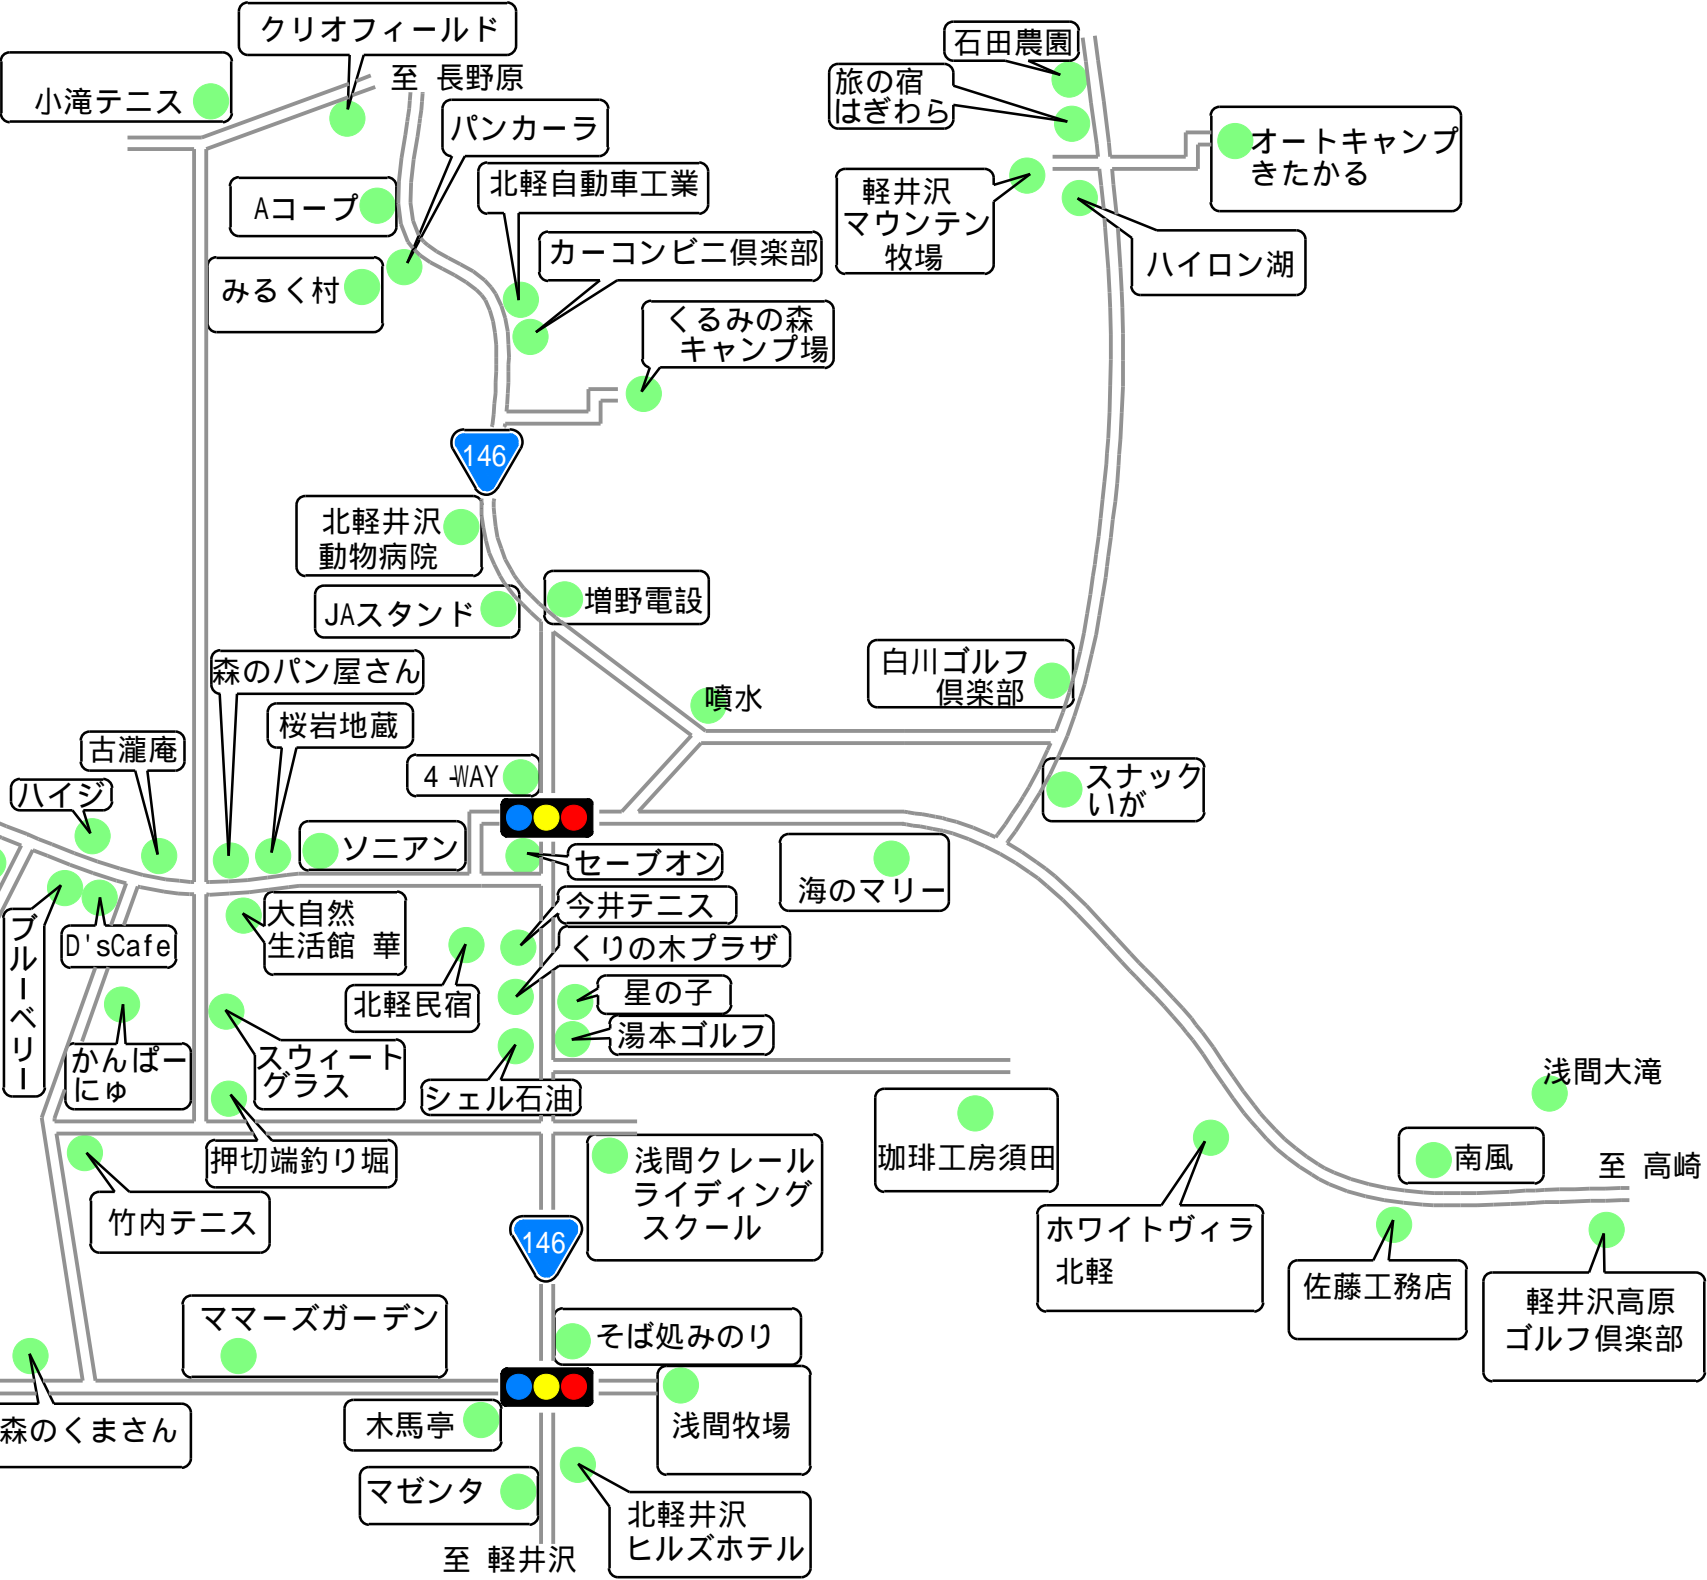 クリオフィールド
小滝テニス
至 長野原
パンカーラ
北軽自動車工業
Aコープ
カーコンビニ倶楽部
みるく村
くるみの森
キャンプ場
石田農園
旅の宿
はぎわら
オートキャンプ
きたかる
軽井沢
マウンテン
牧場
ハイロン湖
146
北軽井沢
動物病院
JAスタンド
増野電設
森のパン屋さん
桜岩地蔵
噴水
白川ゴルフ
倶楽部
古瀧庵
ハイジ
4-WAY
スナック
いが
ソニアン
セーブオン
海のマリー
ブルーベリー
D'sCafe
大自然
生活館 華
今井テニス
くりの木プラザ
北軽民宿
星の子
湯本ゴルフ
かんぱー
にゅ
スウィート
グラス
シェル石油
浅間大滝
押切端釣り堀
竹内テニス
浅間クレール
ライディング
スクール
珈琲工房須田
南風
至 高崎
146
ホワイトヴィラ
北軽
佐藤工務店
軽井沢高原
ゴルフ倶楽部
ママーズガーデン
そば処みのり
森のくまさん
木馬亭
浅間牧場
マゼンタ
北軽井沢
ヒルズホテル
至 軽井沢